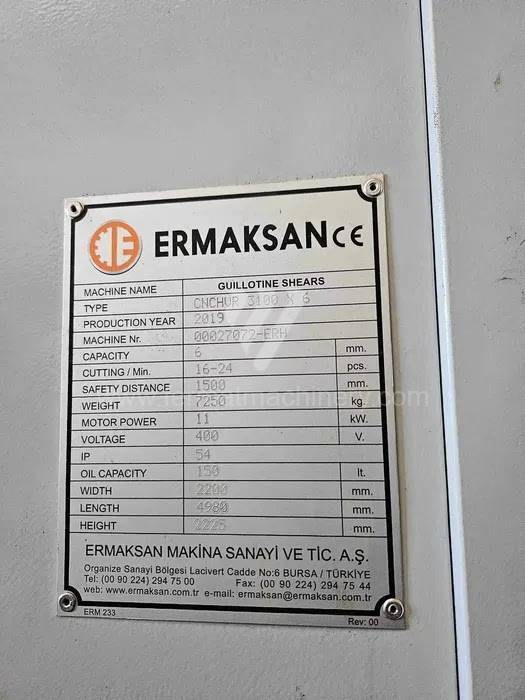 ERMAKSAN CE
MACHINE NAME GUILLOTINE SHEARS
TYPE CNCHVR 3100 X 6
PRODUCTION YEAR 2019
MACHINE Nr. 00027072-ERH
CAPACITY 6 mm.
CUTTING / Min. 16-24 pcs.
SAFETY DISTANCE 1500 mm.
WEIGHT 7250 kg.
MOTOR POWER 11 kW.
VOLTAGE 400 V.
IP 54
OIL CAPACITY 150 lt.
WIDTH 2200 mm.
LENGTH 4980 mm.
HEIGHT 2225 mm.
ERMAKSAN MAKİNA SANAYİ VE TİC. A.Ş.
Organize Sanayi Bölgesi Lacivert Cadde No:6 BURSA / TÜRKİYE
Tel: (00 90 224) 294 75 00 Fax: (00 90 224) 294 75 44
web: www.ermaksan.com.tr e-mail: ermaksan@ermaksan.com.tr
ERM 233 Rev: 00